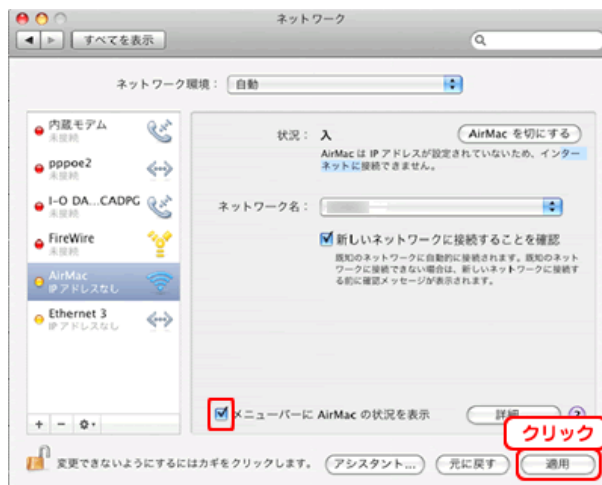 ネットワーク
すべてを表示
ネットワーク環境： 自動
内蔵モデム
未接続
pppoe2
未接続
I-O DA...CADPG
未接続
FireWire
未接続
AirMac
IP アドレスなし
Ethernet 3
IP アドレスなし
状況： 入
AirMac を切にする
AirMac は IP アドレスが設定されていないため、インター
ネットに接続できません。
ネットワーク名：
新しいネットワークに接続することを確認
既知のネットワークに自動的に接続されます。既知のネット
ワークに接続できない場合は、新しいネットワークに接続す
る前に確認メッセージが表示されます。
メニューバーに AirMac の状況を表示
詳細
?
クリック
変更できないようにするにはカギをクリックします。
アシスタント...
元に戻す
適用